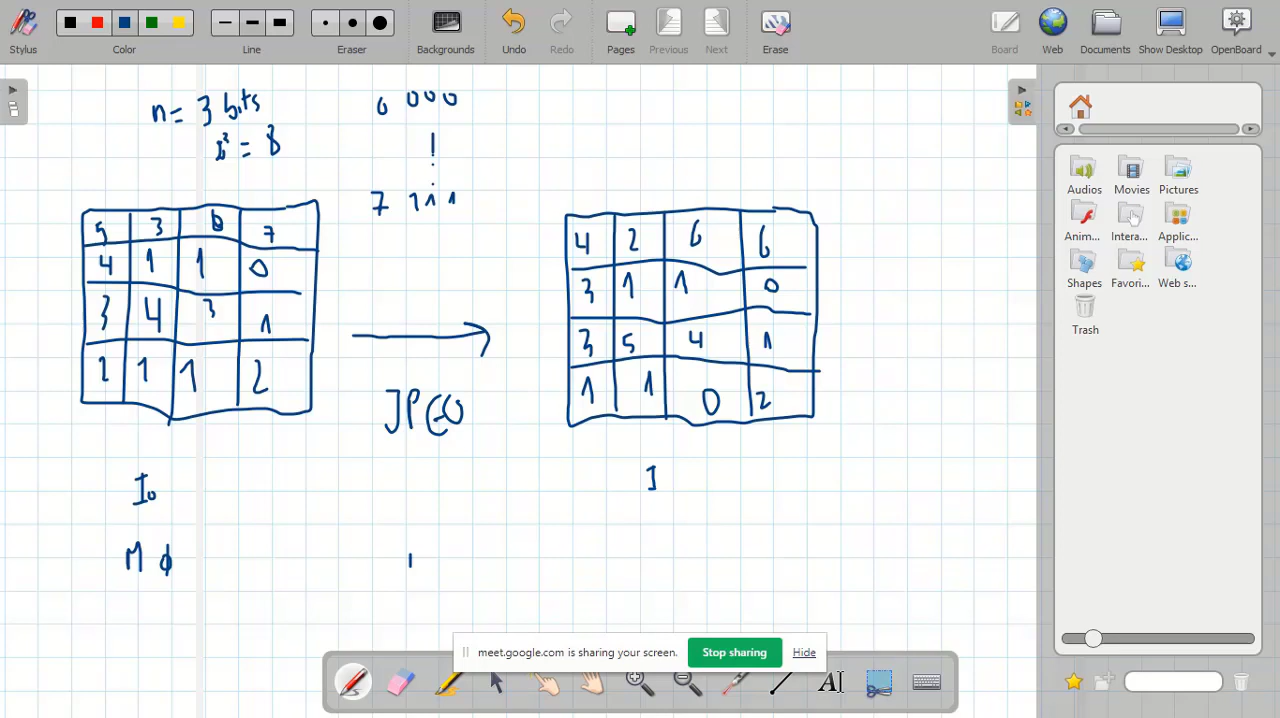 Stylus
Color
Line
Eraser
Backgrounds
Undo
Redo
Pages
Previous
Next
Erase
Board
Web
Documents
Show Desktop
OpenBoard
n = 3 bits
= 8
0 000
7 111
5 3 6 7
4 1 1 0
3 4 3 1
2 1 1 2
JPEG
4 2 6 6
3 1 1 0
3 5 4 1
1 1 0 2
I₀
I
M ϕ
Audios
Movies
Pictures
Anim...
Intera...
Applic...
Shapes
Favori...
Web s...
Trash
meet.google.com is sharing your screen.
Stop sharing
Hide